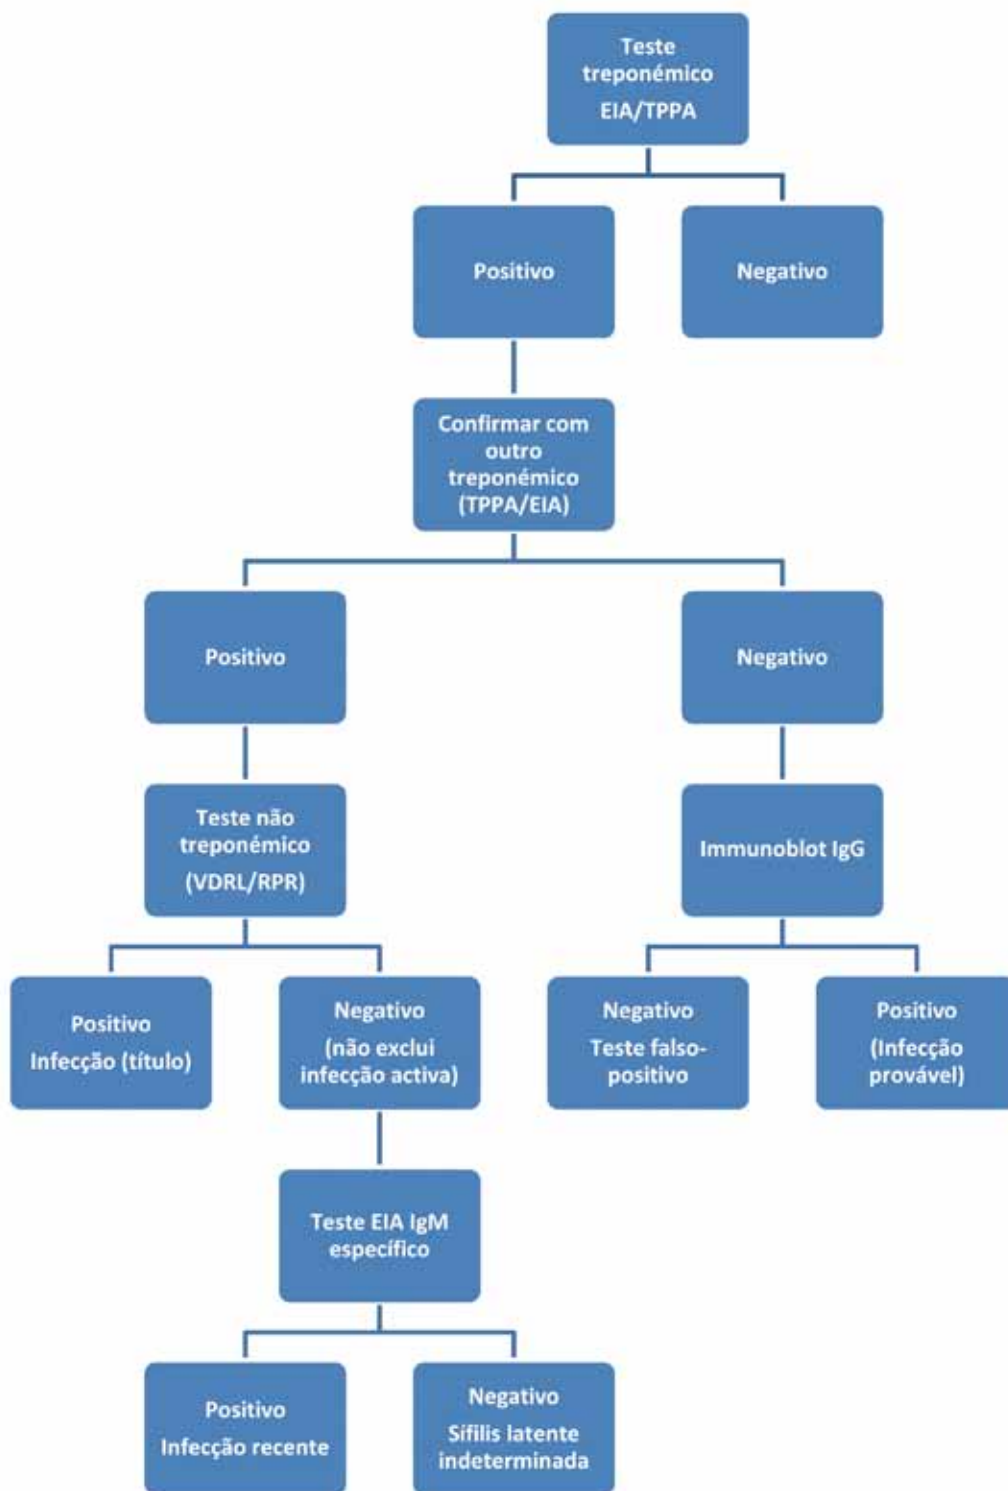 Teste
treponémico
EIA/TPPA
Positivo
Negativo
Confirmar com
outro
treponémico
(TPPA/EIA)
Positivo
Negativo
Teste não
treponémico
(VDRL/RPR)
Immunoblot IgG
Positivo
Infecção (título)
Negativo
(não exclui
infecção activa)
Negativo
Teste falso-
positivo
Positivo
(Infecção
provável)
Teste EIA IgM
específico
Positivo
Infecção recente
Negativo
Sífilis latente
indeterminada